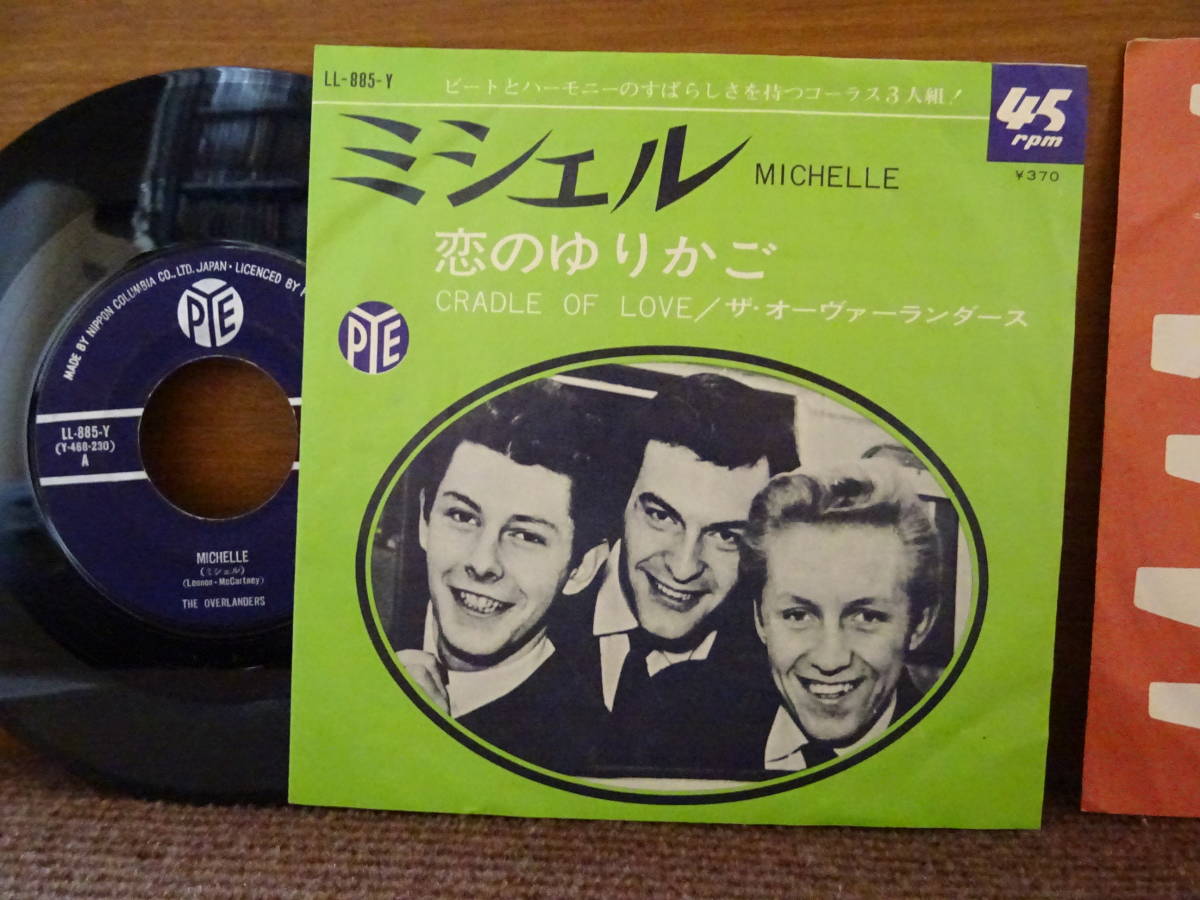 LL-885-Y
ビートとハーモニーのすばらしさを持つコーラス3人組!
45
rpm
¥370
ミシェル MICHELLE
恋のゆりかご
CRADLE OF LOVE/ザ・オーヴァーランダース
PYE
MADE BY NIPPON COLUMBIA CO., LTD. JAPAN・LICENCED BY
PYE
LL-885-Y
(Y-466-230)
A
MICHELLE
(ミシェル)
(Lennon・McCartney)
THE OVERLANDERS